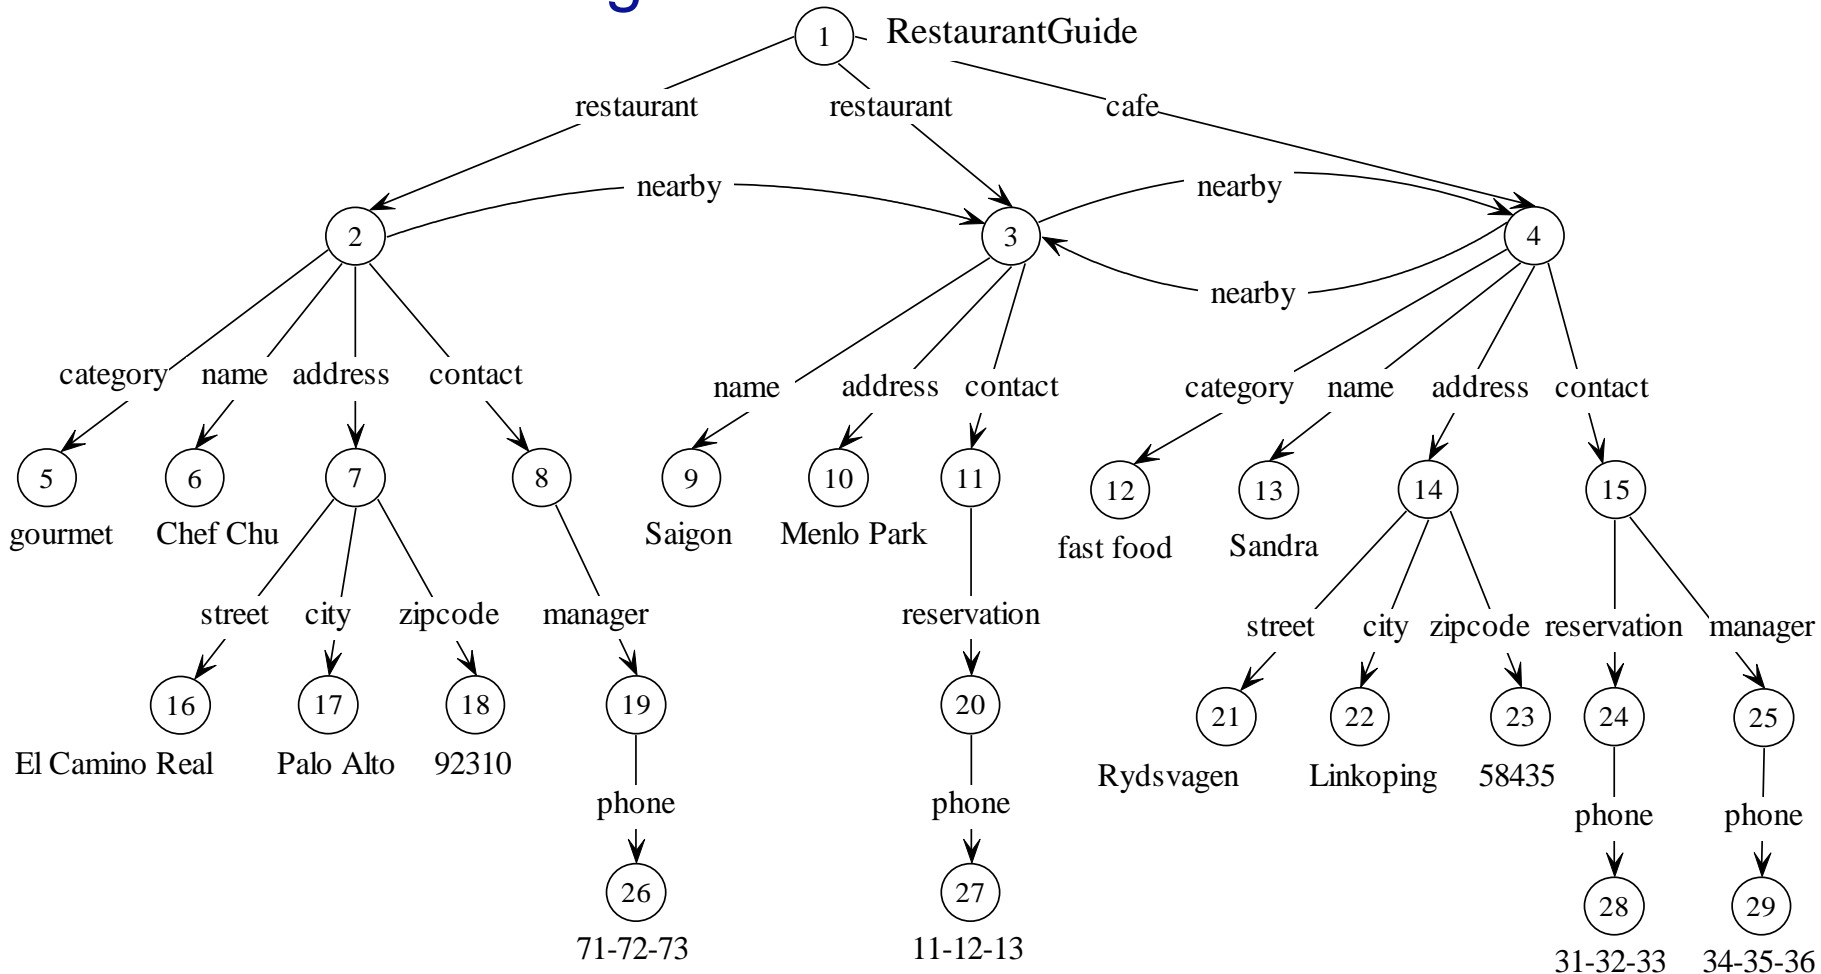 g
1 RestaurantGuide
restaurant restaurant cafe
nearby nearby
2 3 4
nearby
category name address contact name address contact category name address contact
5 6 7 8 9 10 11 12 13 14 15
gourmet Chef Chu Saigon Menlo Park fast food Sandra
street city zipcode manager reservation street city zipcode reservation manager
16 17 18 19 20 21 22 23 24 25
El Camino Real Palo Alto 92310 Rydsvagen Linkoping 58435
phone phone phone phone
26 27 28 29
71-72-73 11-12-13 31-32-33 34-35-36